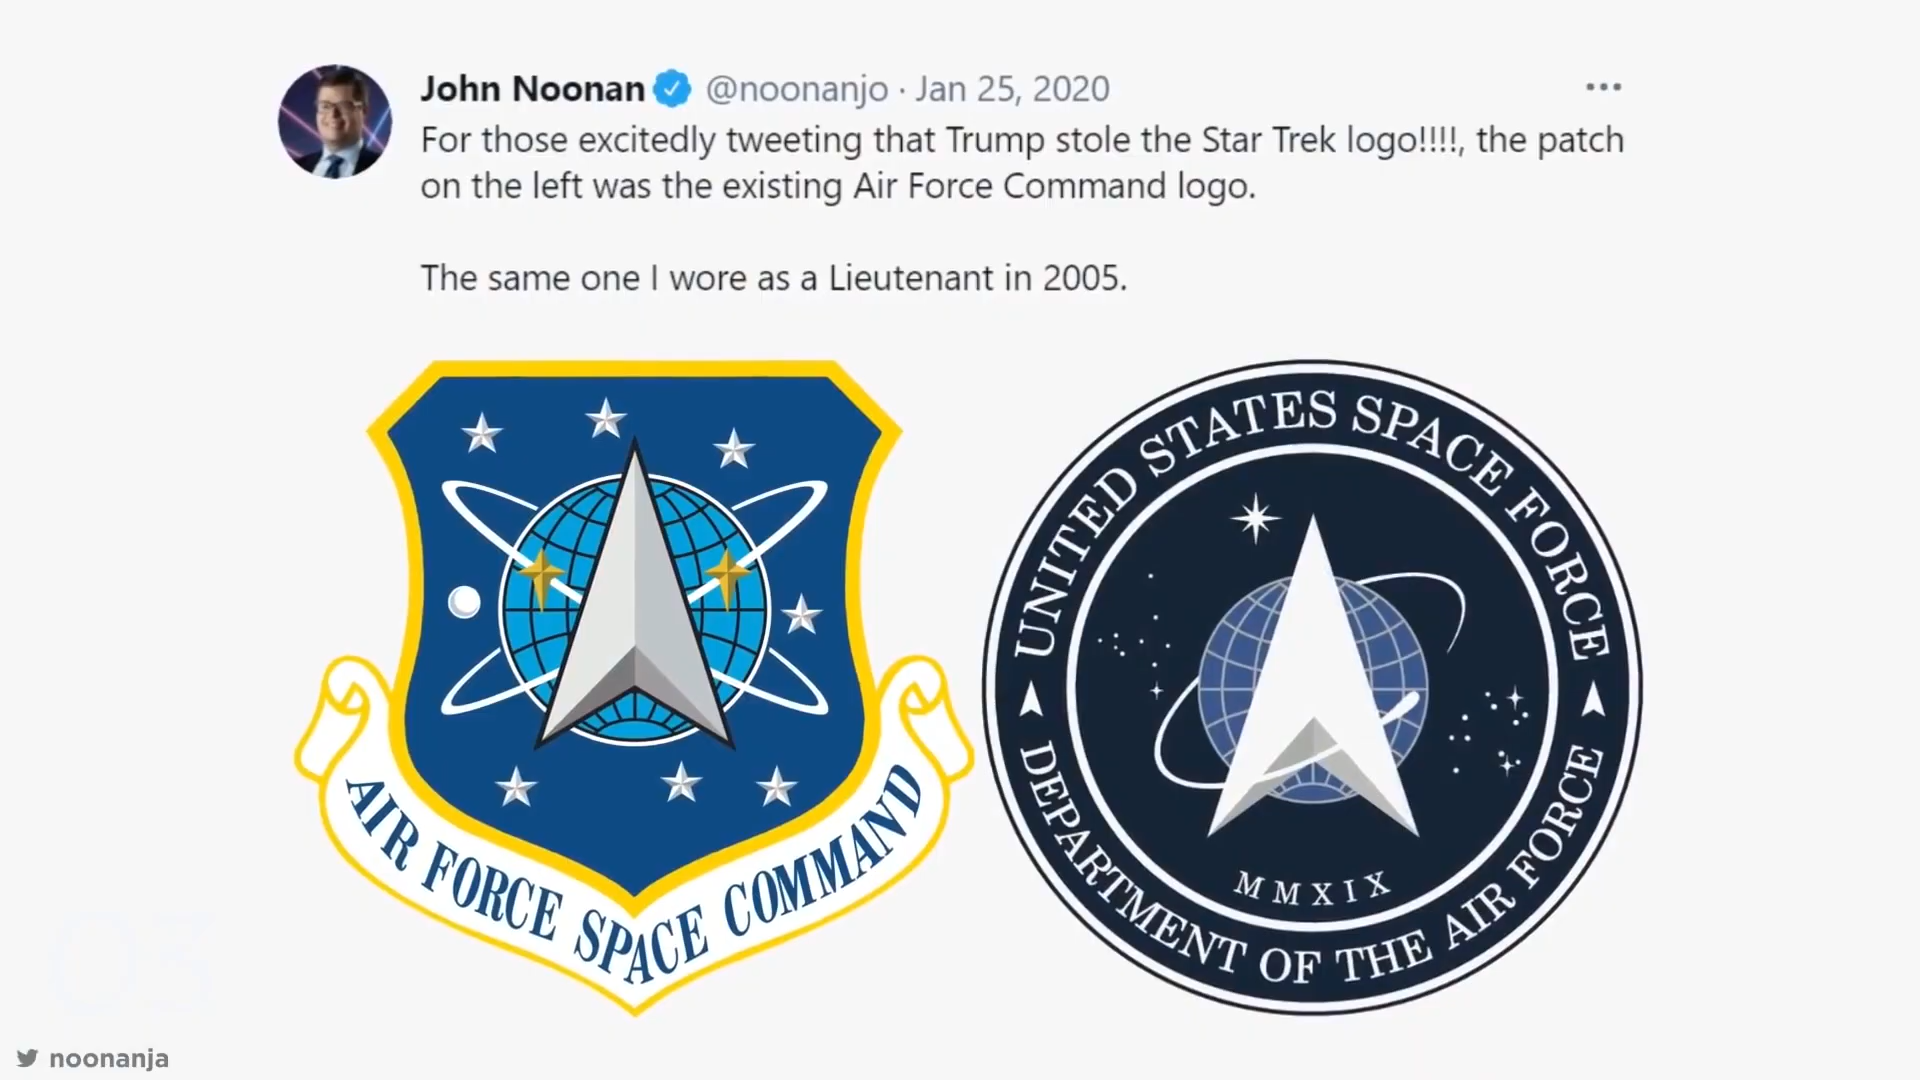 John Noonan @noonanjo · Jan 25, 2020
For those excitedly tweeting that Trump stole the Star Trek logo!!!!, the patch
on the left was the existing Air Force Command logo.
The same one I wore as a Lieutenant in 2005.
AIR FORCE SPACE COMMAND
UNITED STATES SPACE FORCE
MMXIX
DEPARTMENT OF THE AIR FORCE
noonanja